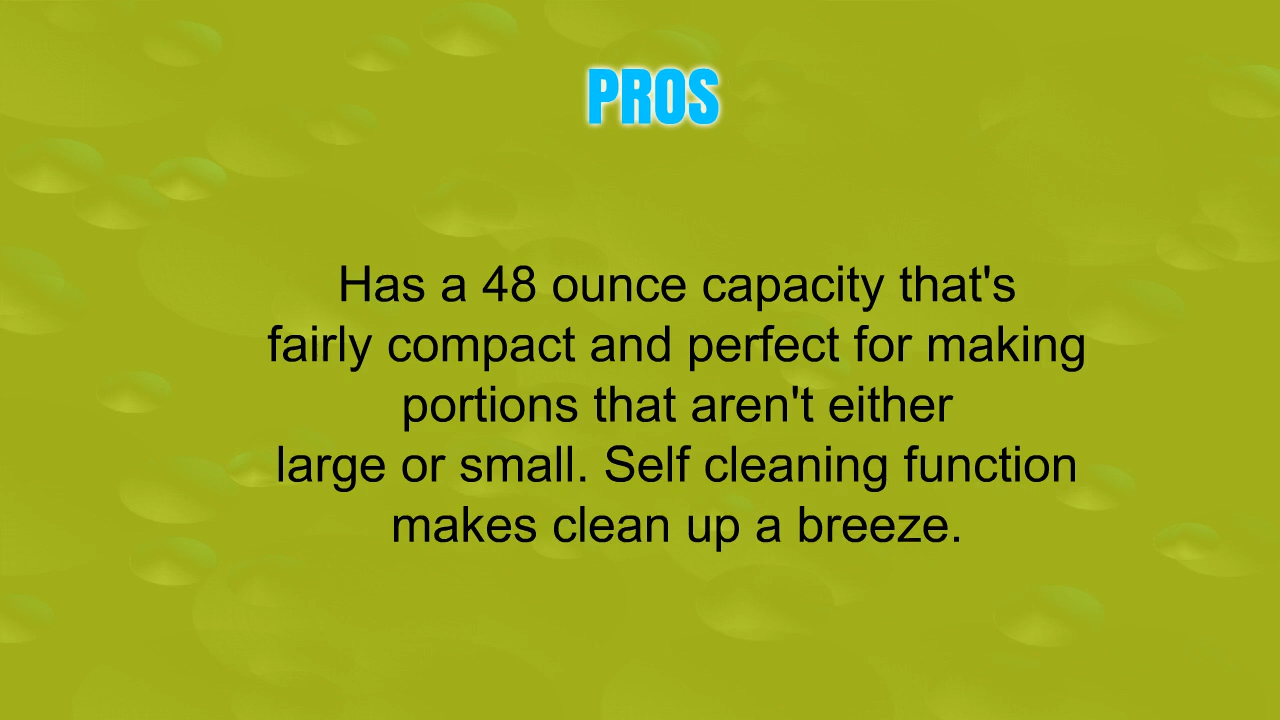 PROS
Has a 48 ounce capacity that's
fairly compact and perfect for making
portions that aren't either
large or small. Self cleaning function
makes clean up a breeze.